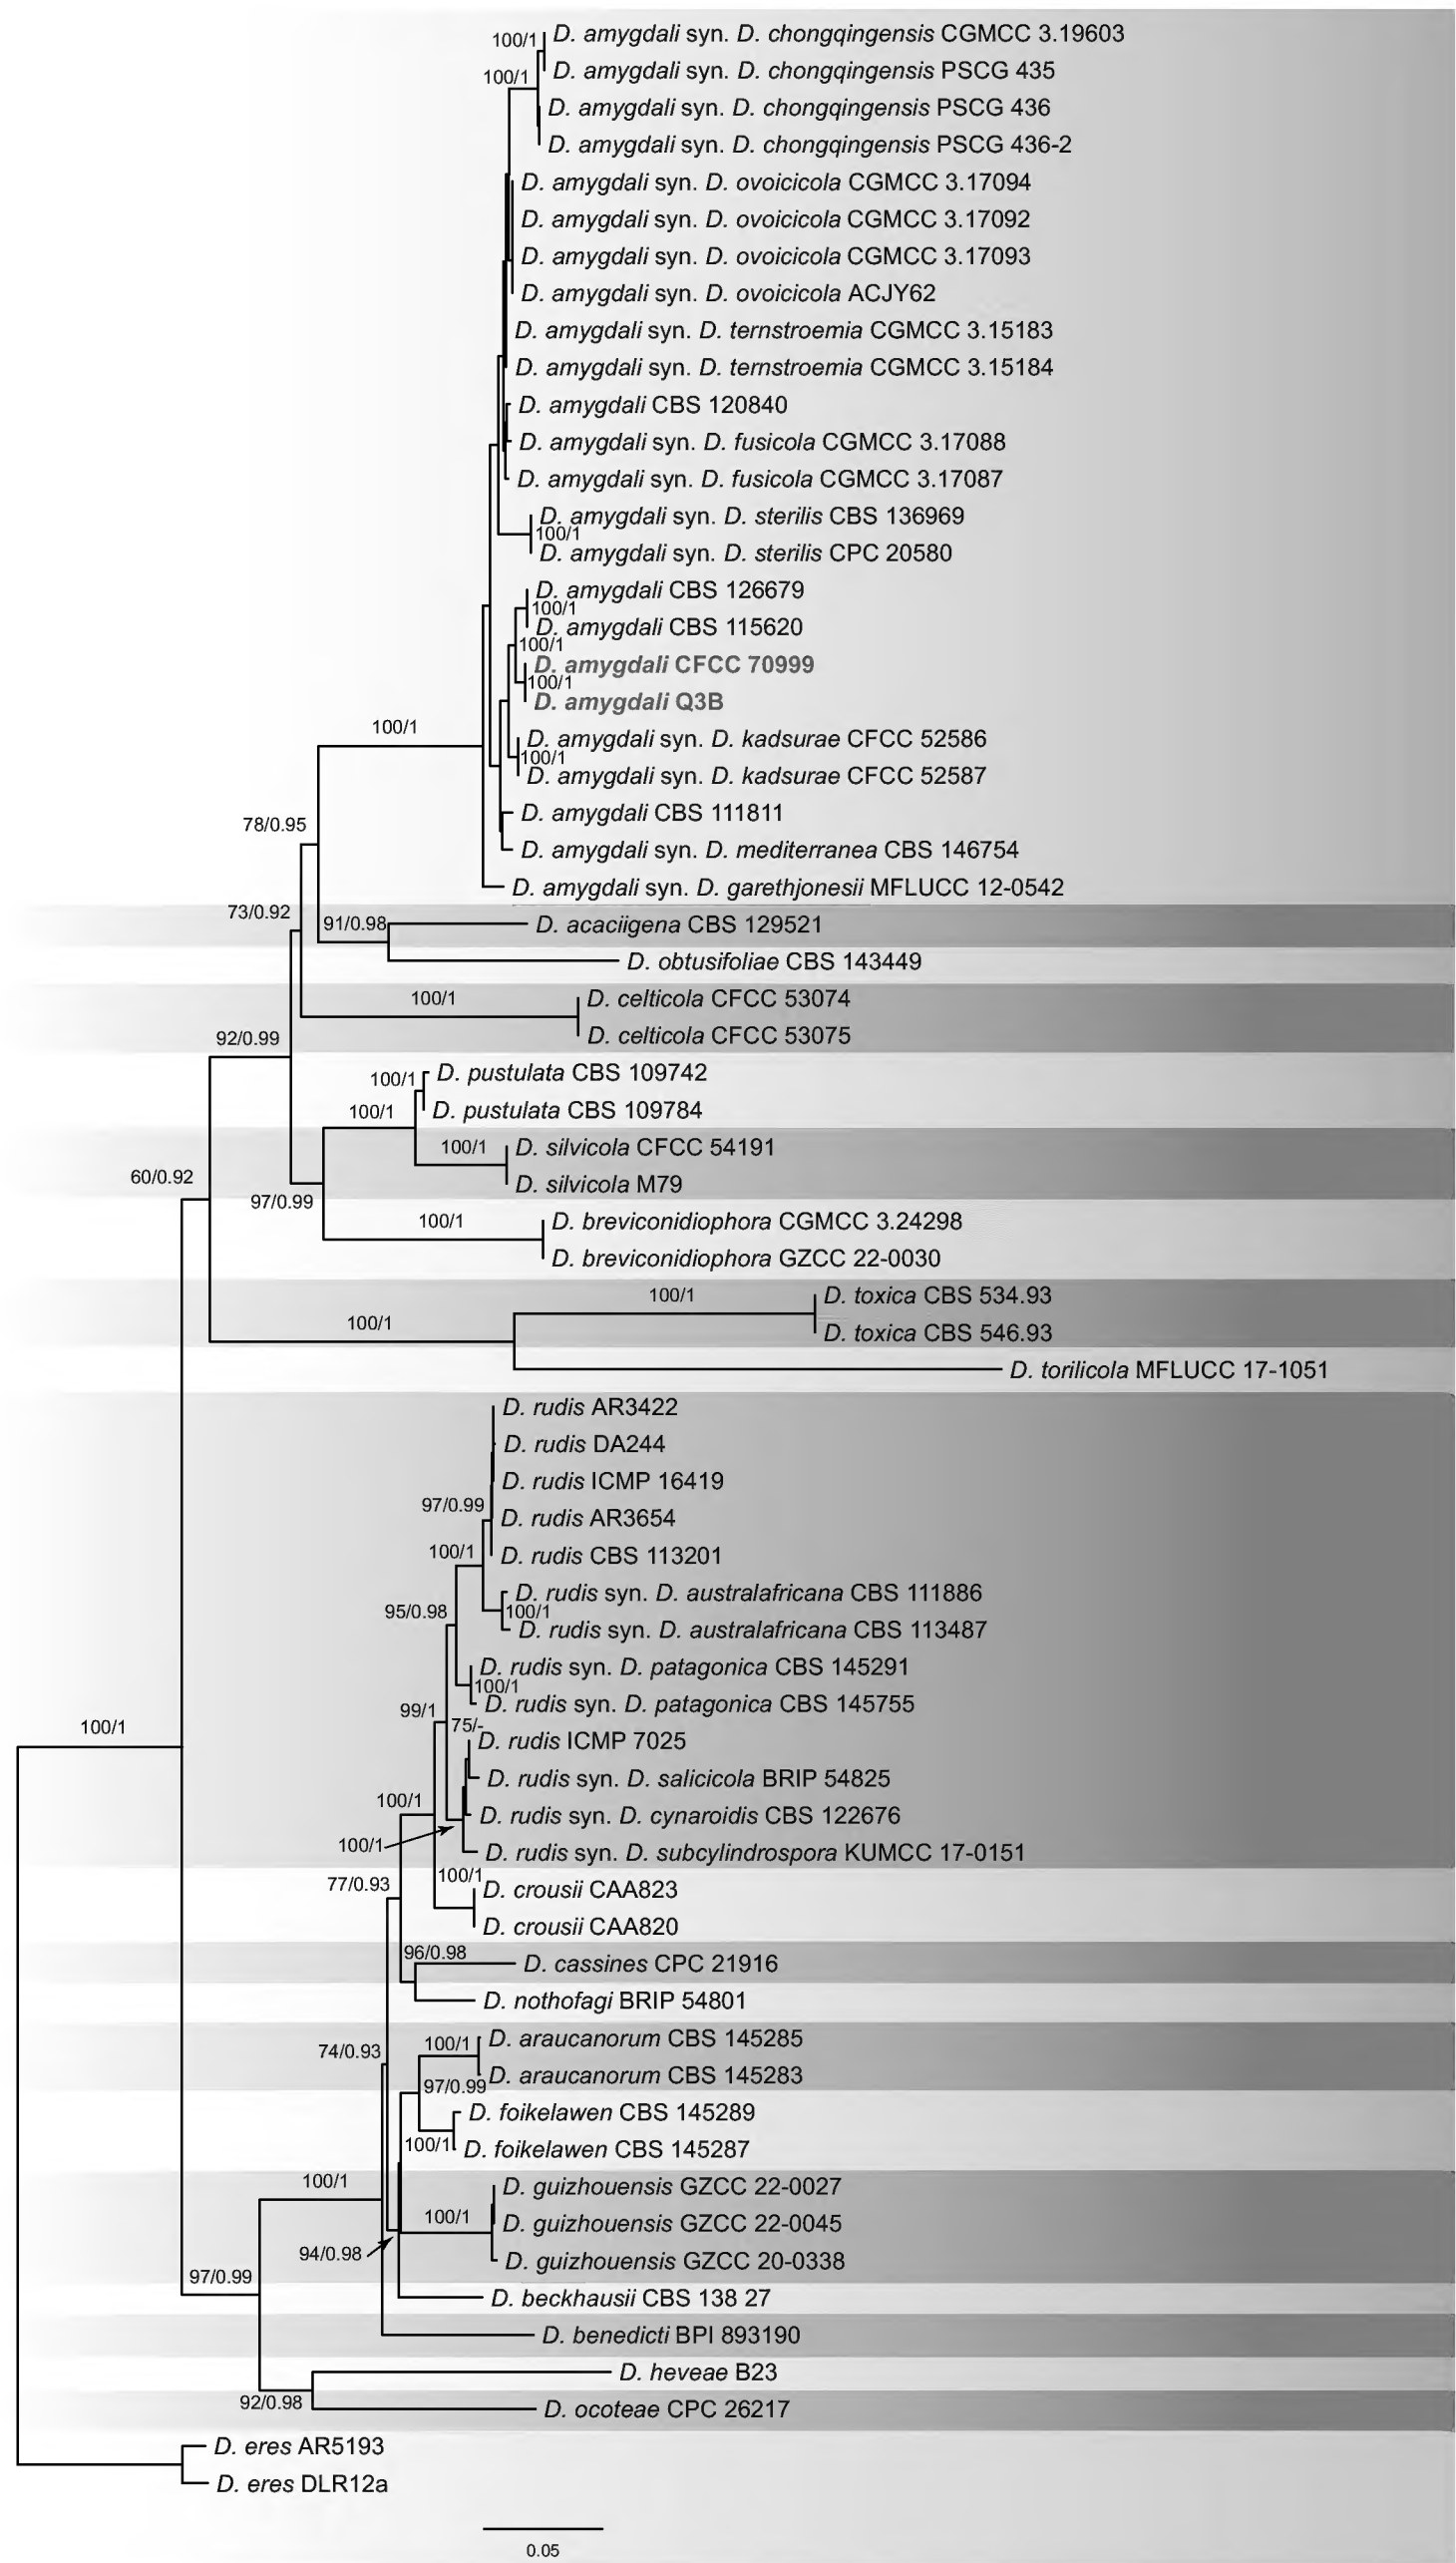 100/1
D. amygdali syn. D. chongqingensis CGMCC 3.19603
D. amygdali syn. D. chongqingensis PSCG 435
100/1
D. amygdali syn. D. chongqingensis PSCG 436
D. amygdali syn. D. chongqingensis PSCG 436-2
D. amygdali syn. D. ovoicicola CGMCC 3.17094
D. amygdali syn. D. ovoicicola CGMCC 3.17092
D. amygdali syn. D. ovoicicola CGMCC 3.17093
D. amygdali syn. D. ovoicicola ACJY62
D. amygdali syn. D. ternstroemia CGMCC 3.15183
D. amygdali syn. D. ternstroemia CGMCC 3.15184
D. amygdali CBS 120840
D. amygdali syn. D. fusicola CGMCC 3.17088
D. amygdali syn. D. fusicola CGMCC 3.17087
D. amygdali syn. D. sterilis CBS 136969
100/1
D. amygdali syn. D. sterilis CPC 20580
D. amygdali CBS 126679
100/1
D. amygdali CBS 115620
100/1
D. amygdali CFCC 70999
100/1
D. amygdali Q3B
100/1
D. amygdali syn. D. kadsurae CFCC 52586
100/1
D. amygdali syn. D. kadsurae CFCC 52587
D. amygdali CBS 111811
78/0.95
D. amygdali syn. D. mediterranea CBS 146754
D. amygdali syn. D. garethjonesii MFLUCC 12-0542
73/0.92
91/0.98
D. acaciigena CBS 129521
D. obtusifoliae CBS 143449
100/1
D. celticola CFCC 53074
D. celticola CFCC 53075
92/0.99
100/1
D. pustulata CBS 109742
100/1
D. pustulata CBS 109784
100/1
D. silvicola CFCC 54191
60/0.92
D. silvicola M79
97/0.99
100/1
D. breviconidiophora CGMCC 3.24298
D. breviconidiophora GZCC 22-0030
100/1
D. toxica CBS 534.93
100/1
D. toxica CBS 546.93
D. torilicola MFLUCC 17-1051
D. rudis AR3422
D. rudis DA244
D. rudis ICMP 16419
97/0.99
D. rudis AR3654
100/1
D. rudis CBS 113201
D. rudis syn. D. australafricana CBS 111886
95/0.98
100/1
D. rudis syn. D. australafricana CBS 113487
D. rudis syn. D. patagonica CBS 145291
100/1
D. rudis syn. D. patagonica CBS 145755
99/1
75/-
100/1
D. rudis ICMP 7025
D. rudis syn. D. salicicola BRIP 54825
100/1
D. rudis syn. D. cynaroidis CBS 122676
100/1
D. rudis syn. D. subcylindrospora KUMCC 17-0151
100/1
77/0.93
D. crousii CAA823
D. crousii CAA820
96/0.98
D. cassines CPC 21916
D. nothofagi BRIP 54801
100/1
D. araucanorum CBS 145285
74/0.93
D. araucanorum CBS 145283
97/0.99
D. foikelawen CBS 145289
100/1
D. foikelawen CBS 145287
100/1
D. guizhouensis GZCC 22-0027
100/1
D. guizhouensis GZCC 22-0045
94/0.98
D. guizhouensis GZCC 20-0338
97/0.99
D. beckhausii CBS 138 27
D. benedicti BPI 893190
D. heveae B23
92/0.98
D. ocoteae CPC 26217
D. eres AR5193
D. eres DLR12a
0.05